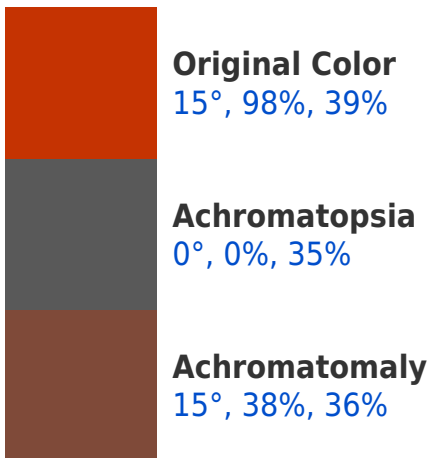 Original Color
15°, 98%, 39%
Achromatopsia
0°, 0%, 35%
Achromatomaly
15°, 38%, 36%